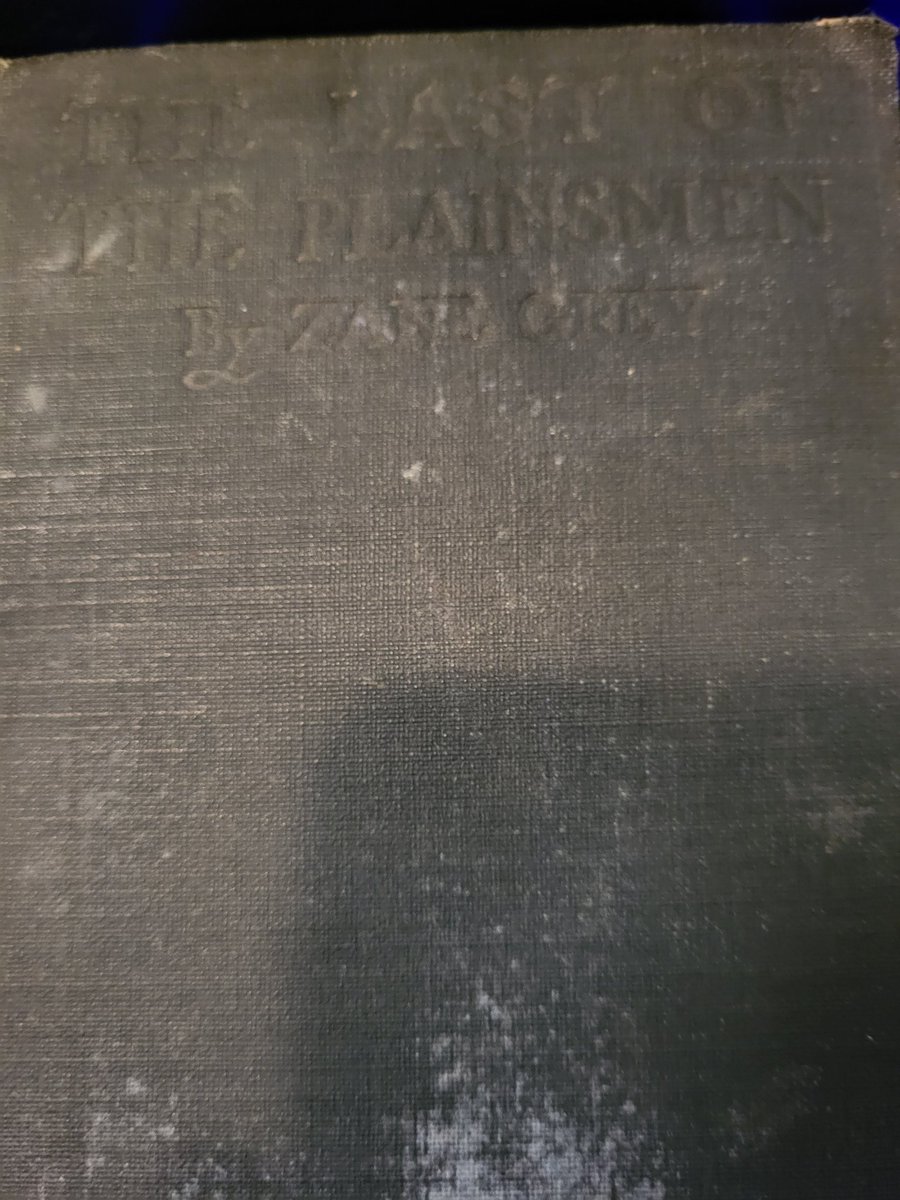 THE LAST OF
THE PLAINSMEN
By ZANE GREY